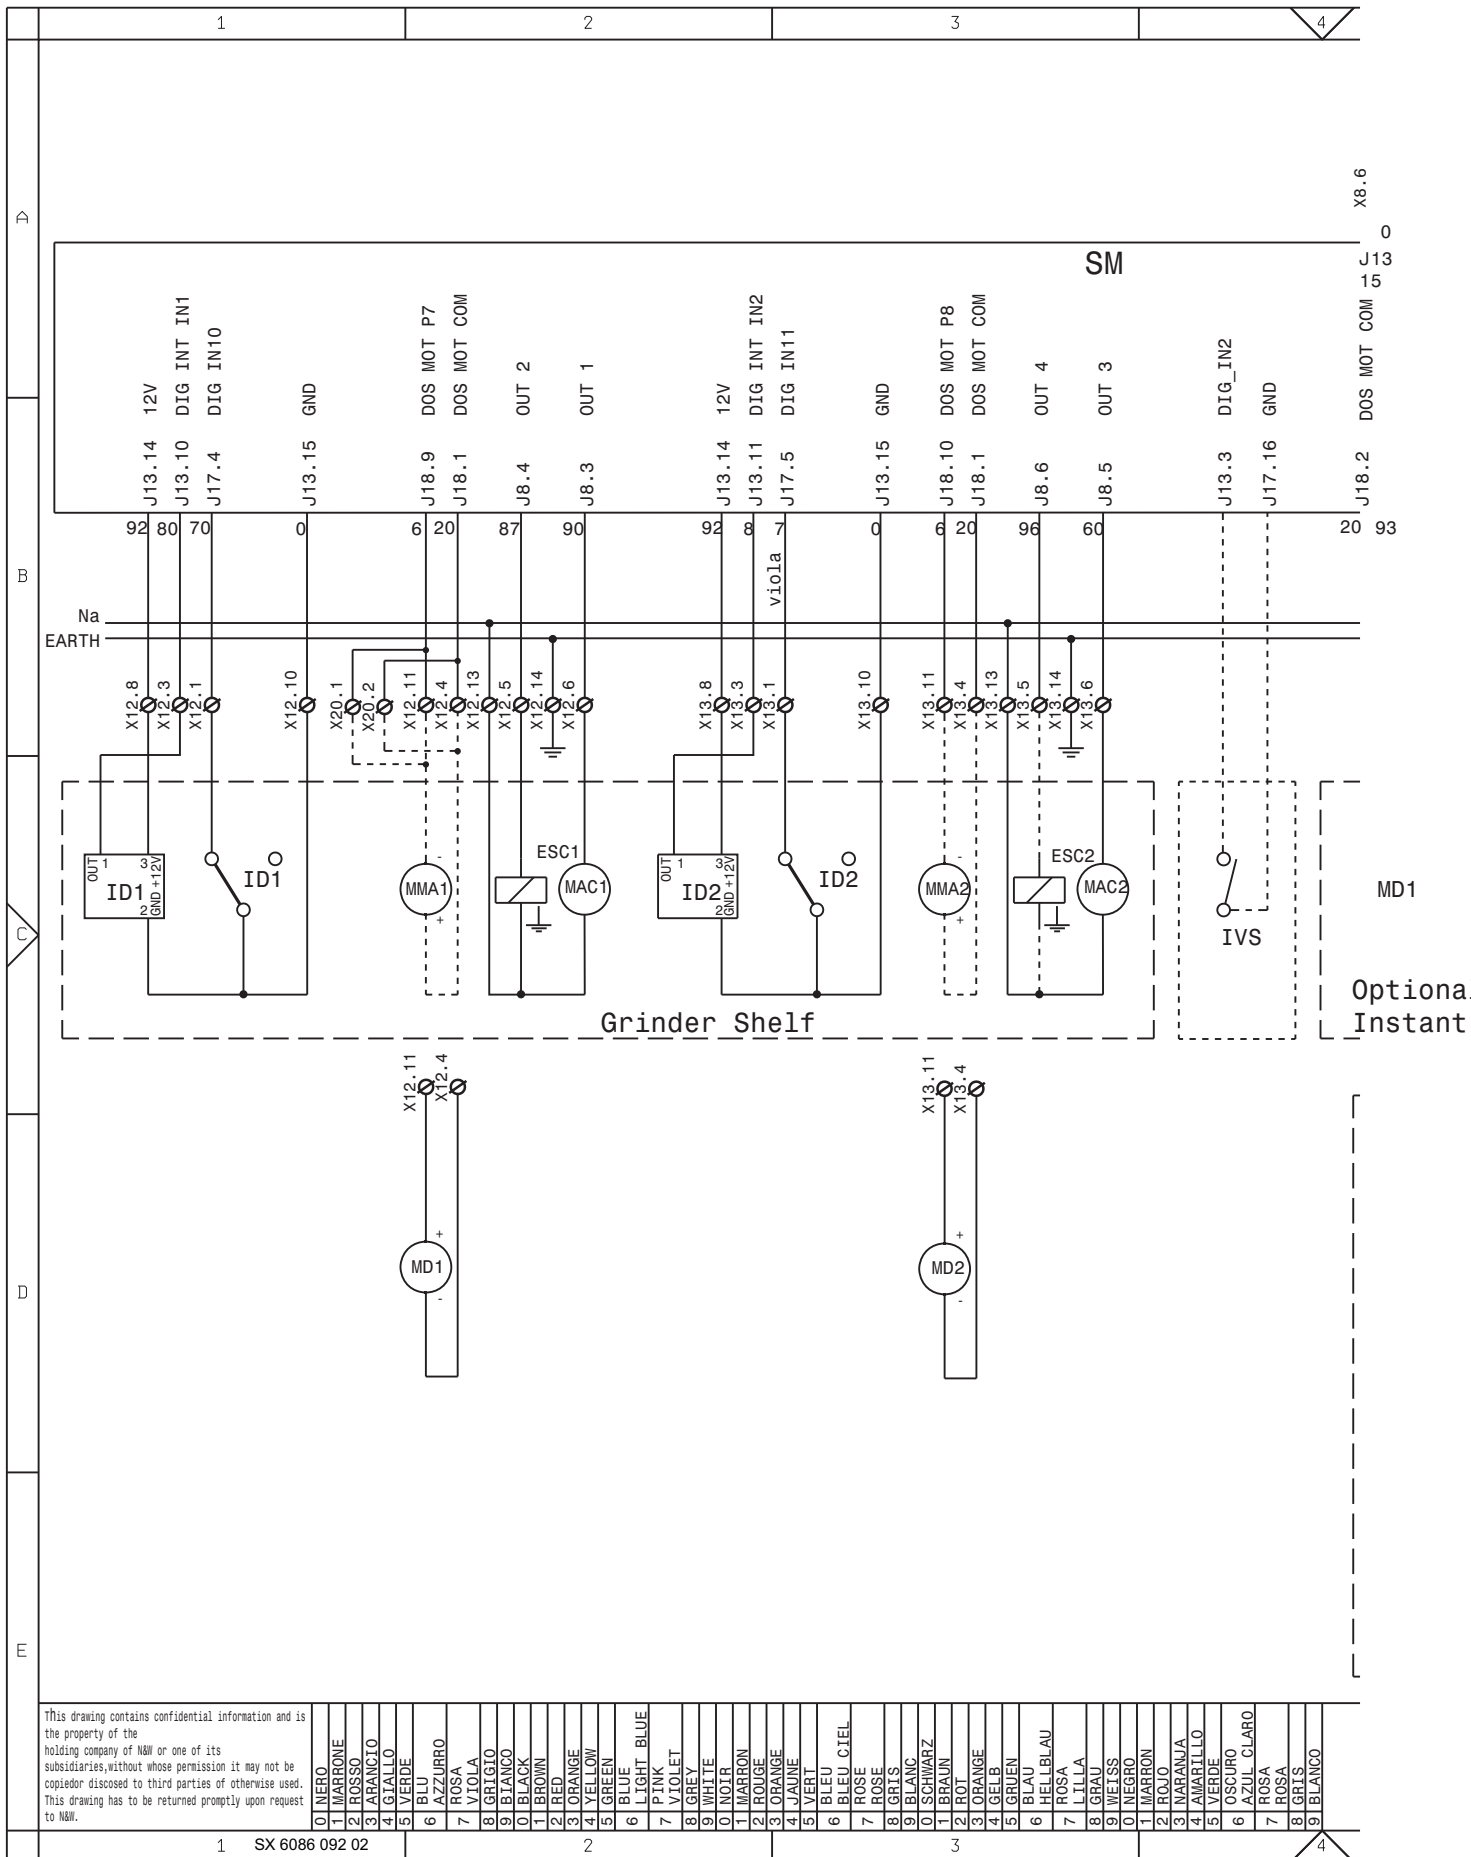 1
2
3
4
A
B
C
D
E
X8.6
0
SM
J13
15
J13.14 12V
J13.10 DIG INT IN1
J17.4 DIG IN10
J13.15 GND
J18.9 DOS MOT P7
J18.1 DOS MOT COM
J8.4 OUT 2
J8.3 OUT 1
J13.14 12V
J13.11 DIG INT IN2
J17.5 DIG IN11
J13.15 GND
J18.10 DOS MOT P8
J18.1 DOS MOT COM
J8.6 OUT 4
J8.5 OUT 3
J13.3 DIG_IN2
J17.16 GND
J18.2 DOS MOT COM
92
80
70
0
6
20
87
90
92
8
7
0
6
20
96
60
20
93
viola
Na
EARTH
X12.8
X12.3
X12.1
X12.10
X20.1
X20.2
X12.11
X12.4
X12.13
X12.5
X12.14
X12.6
X13.8
X13.3
X13.1
X13.10
X13.11
X13.4
X13.13
X13.5
X13.14
X13.6
OUT 1
3 +12V
ID1
2 GND
ID1
-
MMA1
+
ESC1
MAC1
OUT 1
3 +12V
ID2
2 GND
ID2
-
MMA2
+
ESC2
MAC2
IVS
MD1
Optional
Instant
Grinder Shelf
X12.11
X12.4
X13.11
X13.4
+
MD1
-
+
MD2
-
This drawing contains confidential information and is
the property of the
holding company of N&W or one of its
subsidiaries,without whose permission it may not be
copiedor discosed to third parties of otherwise used.
This drawing has to be returned promptly upon request
to N&W.
0 NERO
1 MARRONE
2 ROSSO
3 ARANCIO
4 GIALLO
5 VERDE
6 BLU
AZZURRO
7 ROSA
VIOLA
8 GRIGIO
9 BIANCO
0 BLACK
1 BROWN
2 RED
3 ORANGE
4 YELLOW
5 GREEN
6 BLUE
LIGHT BLUE
7 PINK
VIOLET
8 GREY
9 WHITE
0 NOIR
1 MARRON
2 ROUGE
3 ORANGE
4 JAUNE
5 VERT
6 BLEU
BLEU CIEL
7 ROSE
ROSE
8 GRIS
9 BLANC
0 SCHWARZ
1 BRAUN
2 ROT
3 ORANGE
4 GELB
5 GRUEN
6 BLAU
HELLBLAU
7 ROSA
LILLA
8 GRAU
9 WEISS
0 NEGRO
1 MARRON
2 ROJO
3 NARANJA
4 AMARILLO
5 VERDE
6 OSCURO
AZUL CLARO
7 ROSA
ROSA
8 GRIS
9 BLANCO
1
SX 6086 092 02
2
3
4